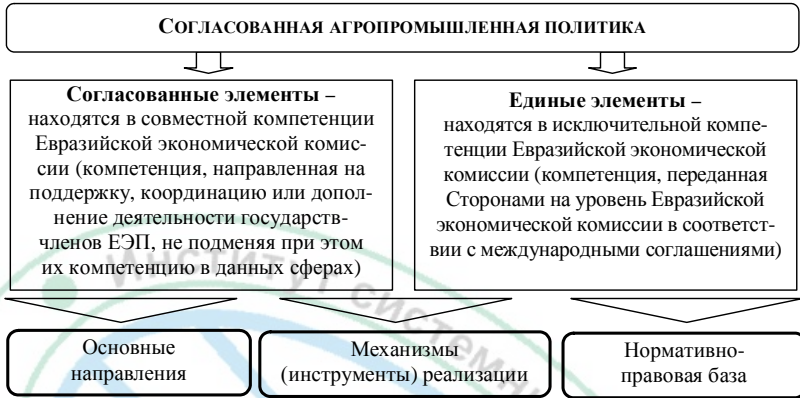 СОГЛАСОВАННАЯ АГРОПРОМЫШЛЕННАЯ ПОЛИТИКА
Согласованные элементы –
находятся в совместной компетенции
Евразийской экономической комис-
сии (компетенция, направленная на
поддержку, координацию или допол-
нение деятельности государств-
членов ЕЭП, не подменяя при этом
их компетенцию в данных сферах)
Единые элементы –
находятся в исключительной компе-
тенции Евразийской экономической
комиссии (компетенция, переданная
Сторонами на уровень Евразийской
экономической комиссии в соответст-
вии с международными соглашениями)
Институт системн
Основные
направления
Механизмы
(инструменты) реализации
Нормативно-
правовая база